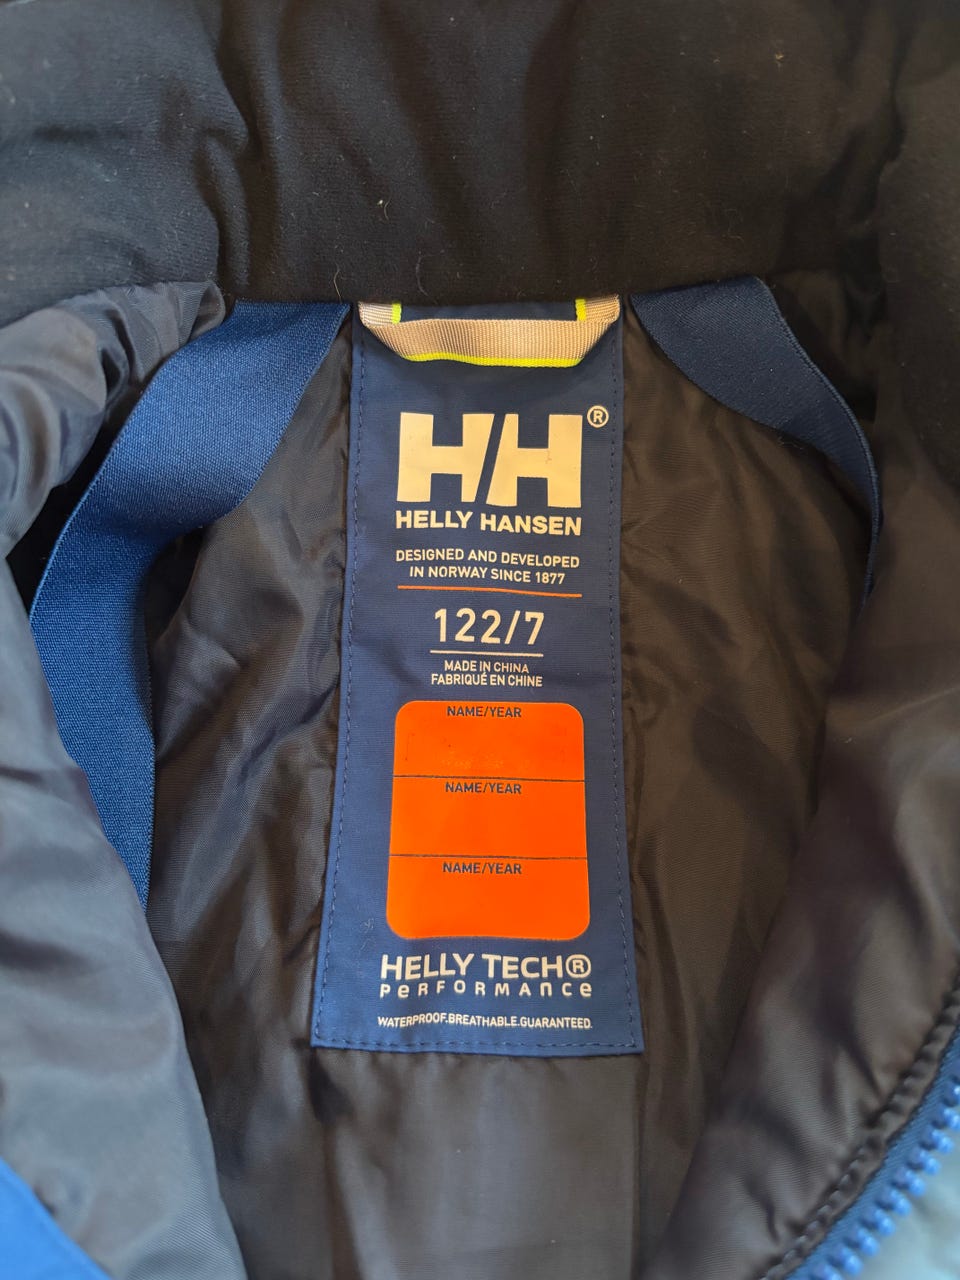 HH®
HELLY HANSEN
DESIGNED AND DEVELOPED
IN NORWAY SINCE 1877
122/7
MADE IN CHINA
FABRIQUÉ EN CHINE
NAME/YEAR
NAME/YEAR
NAME/YEAR
HELLY TECH®
PERFORMANCE
WATERPROOF.BREATHABLE.GUARANTEED.